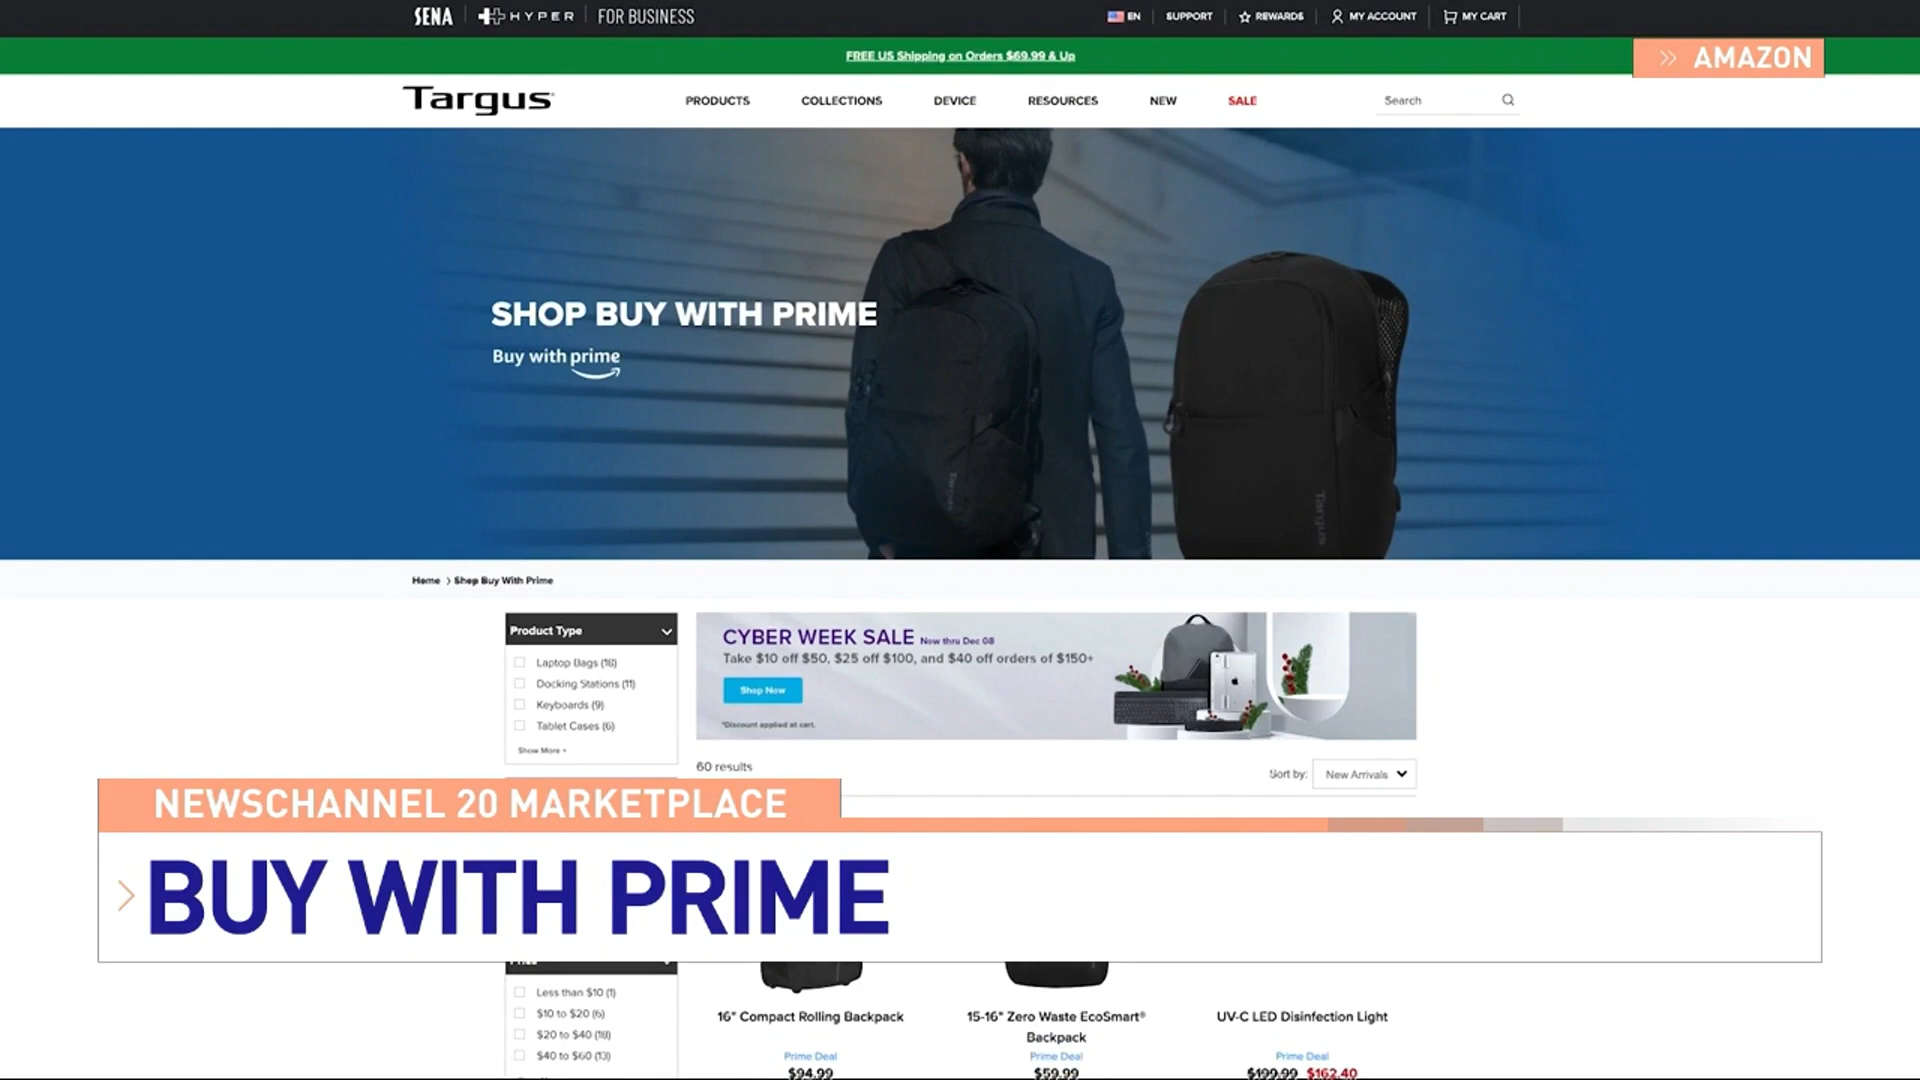 SENA HYPER FOR BUSINESS EN SUPPORT REWARDS MY ACCOUNT MY CART
FREE US Shipping on Orders $69.99 & Up
AMAZON
Targus PRODUCTS COLLECTIONS DEVICE RESOURCES NEW SALE Search
SHOP BUY WITH PRIME
Buy with prime
Targus
Targus
Home > Shop Buy With Prime
Product Type
Laptop Bags (16)
Docking Stations (11)
Keyboards (9)
Tablet Cases (6)
Show More +
CYBER WEEK SALE Now thru Dec 08
Take $10 off $50, $25 off $100, and $40 off orders of $150+
Shop Now
*Discount applied at cart.
60 results
Sort by: New Arrivals
NEWSCHANNEL 20 MARKETPLACE
BUY WITH PRIME
Less than $10 (1)
$10 to $20 (6)
$20 to $40 (18)
$40 to $60 (13)
16" Compact Rolling Backpack
Prime Deal
$94.99
15-16" Zero Waste EcoSmart®
Backpack
Prime Deal
$59.99
UV-C LED Disinfection Light
Prime Deal
$199.99 $162.40